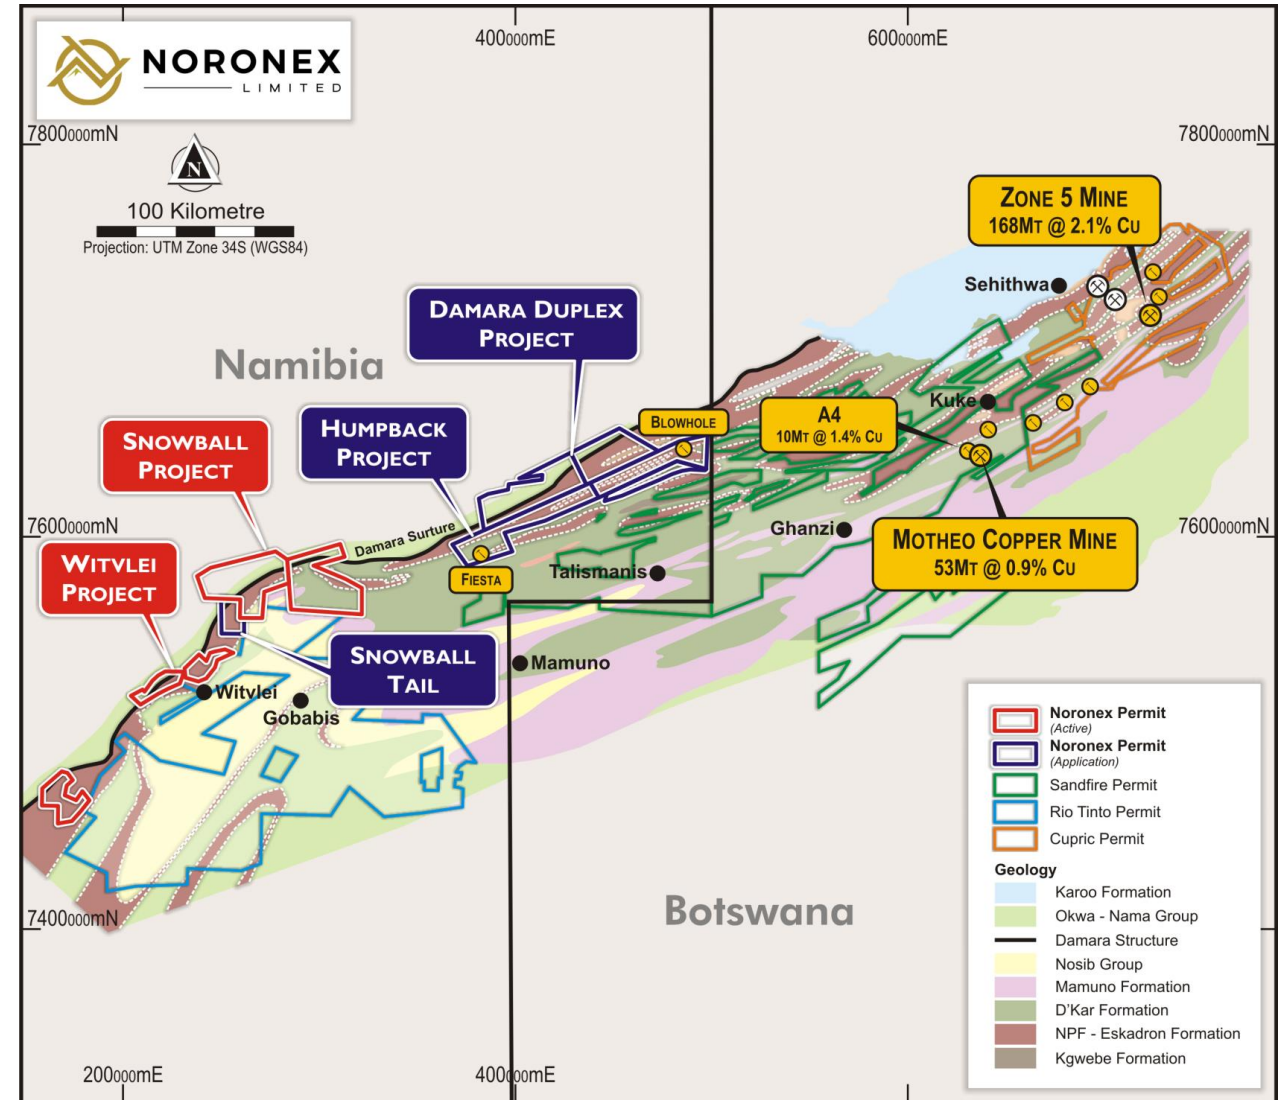 NORONEX
LIMITED
400000mE
600000mE
7800000mN
7800000mN
N
100 Kilometre
Projection: UTM Zone 34S (WGS84)
ZONE 5 MINE
168MT @ 2.1% CU
Sehithwa
DAMARA DUPLEX
PROJECT
Namibia
Kuke
A4
10MT @ 1.4% CU
BLOWHOLE
HUMPBACK
PROJECT
SNOWBALL
PROJECT
Damara Surture
7600000mN
7600000mN
Ghanzi
MOTHEO COPPER MINE
53MT @ 0.9% CU
WITVLEI
PROJECT
FIESTA
Talismanis
SNOWBALL
TAIL
Mamuno
Witvlei
Gobabis
Noronex Permit
(Active)
Noronex Permit
(Application)
Sandfire Permit
Rio Tinto Permit
Cupric Permit
Geology
Karoo Formation
Okwa - Nama Group
Damara Structure
Nosib Group
Mamuno Formation
D'Kar Formation
NPF - Eskadron Formation
Kgwebe Formation
Botswana
7400000mN
200000mE
400000mE